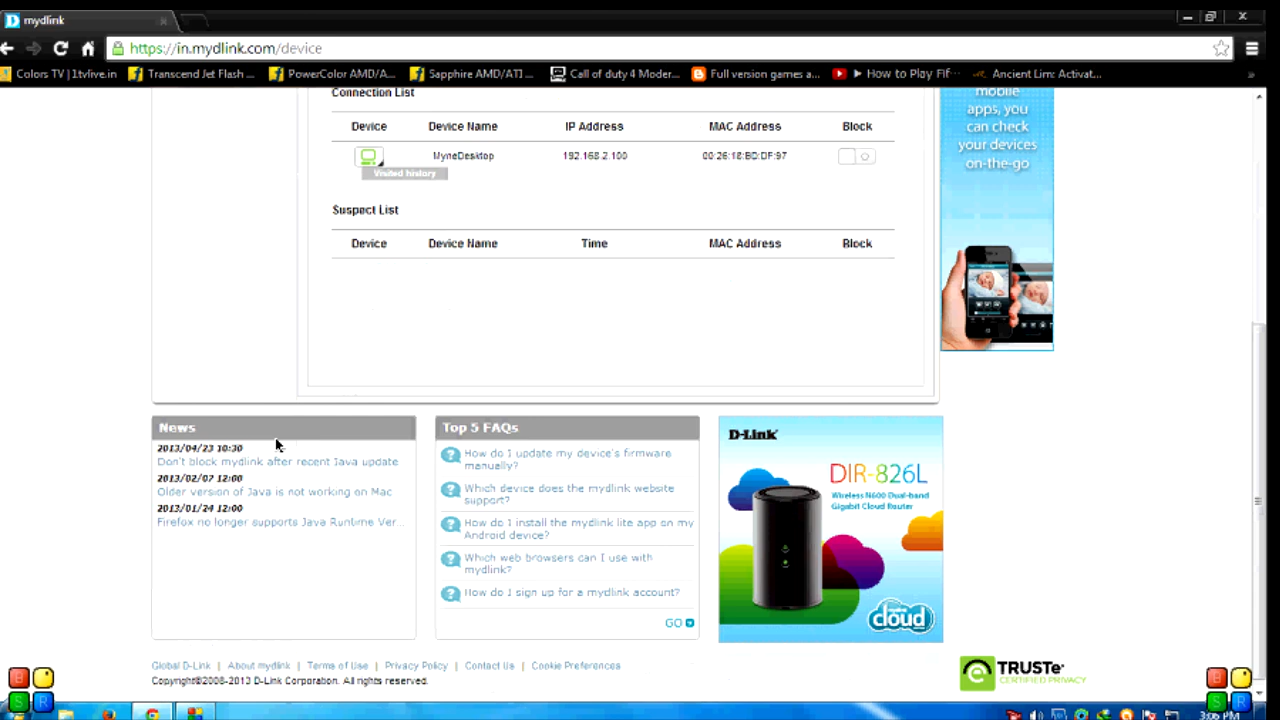 mydlink
https://in.mydlink.com/device
Colors TV | 1tvlive.in
Transcend Jet Flash ...
PowerColor AMD/A...
Sapphire AMD/ATI ...
Call of duty 4 Moder...
Full version games a...
► How to Play Fif
Ancient Lim: Activat...
»
Connection List
Device Device Name IP Address MAC Address Block
MyneDesktop 192.168.2.100 00:26:18:BD:DF:97
Visited history
Suspect List
Device Device Name Time MAC Address Block
mobile
apps, you
can check
your devices
on-the-go
News
2013/04/23 10:30
Don't block mydlink after recent Java update
2013/02/07 12:00
Older version of Java is not working on Mac
2013/01/24 12:00
Firefox no longer supports Java Runtime Ver...
Top 5 FAQs
How do I update my device's firmware
manually?
Which device does the mydlink website
support?
How do I install the mydlink lite app on my
Android device?
Which web browsers can I use with
mydlink?
How do I sign up for a mydlink account?
GO
D-Link
DIR-826L
Wireless N600 Dual-band
Gigabit Cloud Router
mydlink
cloud
Global D-Link | About mydlink | Terms of Use | Privacy Policy | Contact Us | Cookie Preferences
Copyright©2008-2013 D-Link Corporation. All rights reserved.
TRUSTe
CERTIFIED PRIVACY
B
S R
B
S R
3:06 PM